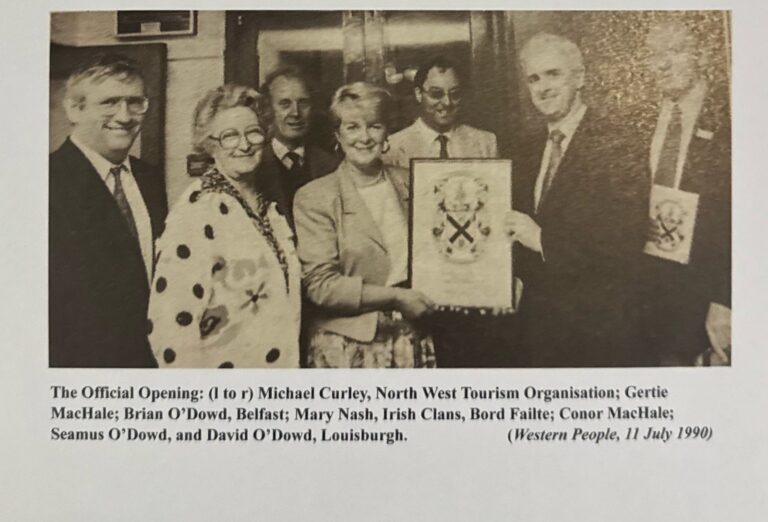 The Official Opening: (l to r) Michael Curley, North West Tourism Organisation; Gertie
MacHale; Brian O’Dowd, Belfast; Mary Nash, Irish Clans, Bord Failte; Conor MacHale;
Seamus O’Dowd, and David O’Dowd, Louisburgh. (Western People, 11 July 1990)